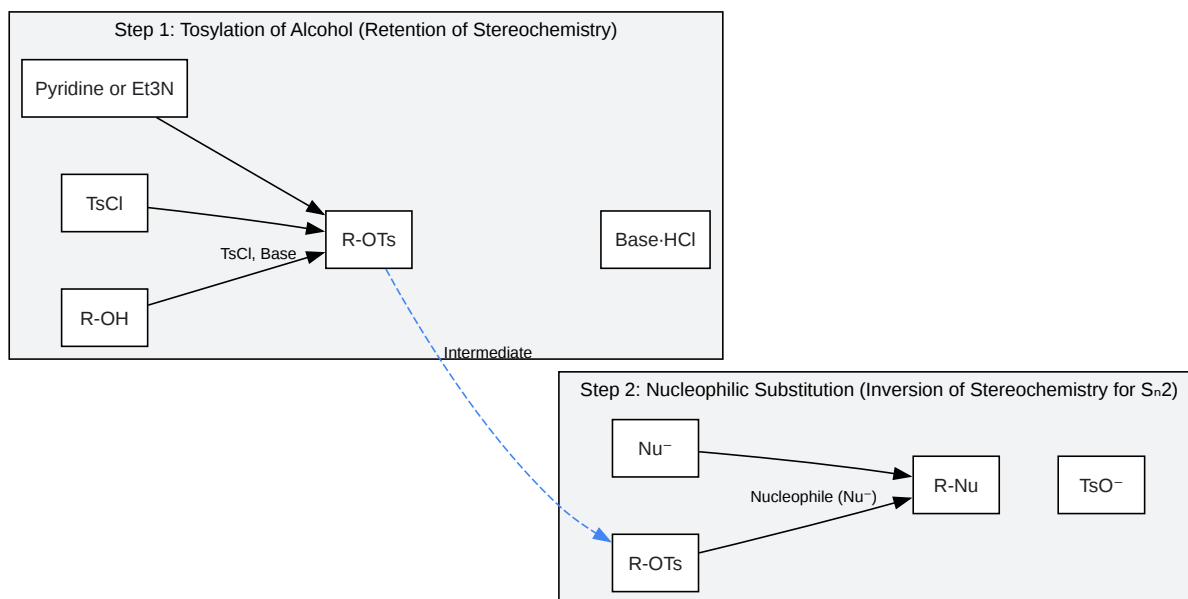 Step 1: Tosylation of Alcohol (Retention of Stereochemistry)
Pyridine or Et3N
TsCl
R-OTs
Base·HCl
TsCl, Base
R-OH
Intermediate
Step 2: Nucleophilic Substitution (Inversion of Stereochemistry for Sₙ2)
Nu⁻
R-Nu
TsO⁻
Nucleophile (Nu⁻)
R-OTs